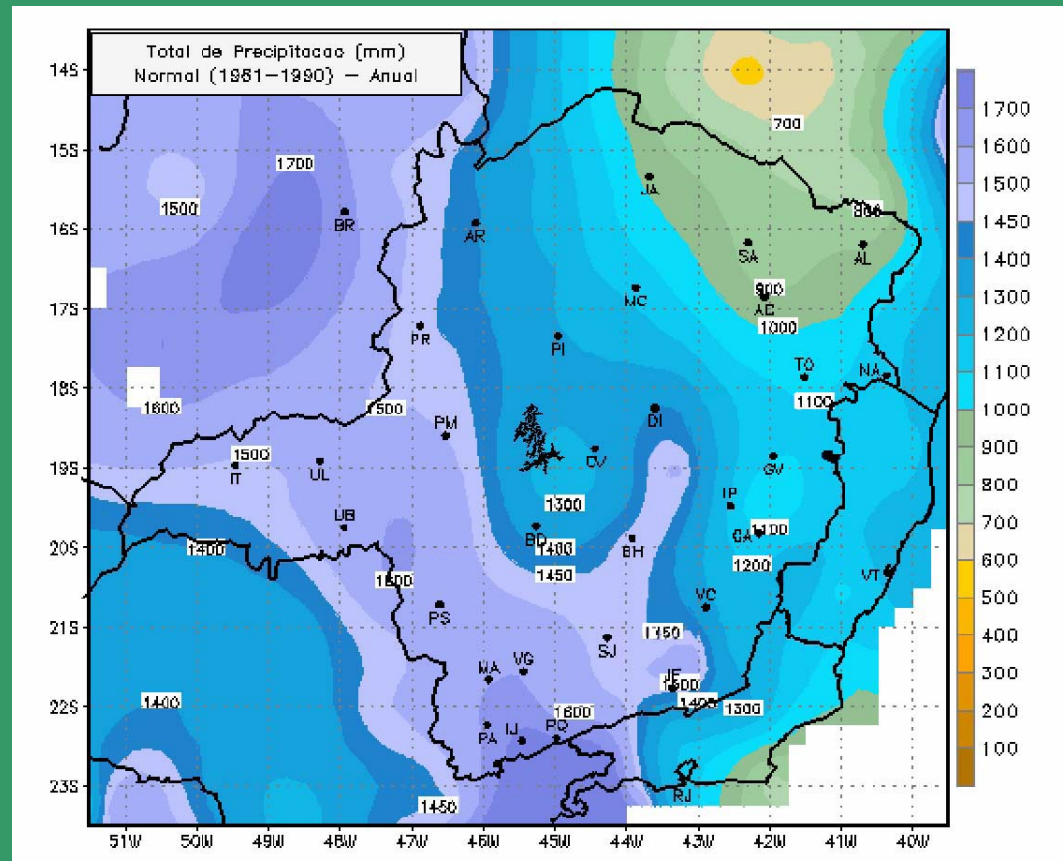 Total de Precipitacao (mm)
Normal (1961–1990) – Anual
14S
15S
16S
17S
18S
19S
20S
21S
22S
23S
700
1700
1500
BR
AR
JA
SA
AL
900
MC
AC
1000
PR
PI
TO
NA
1100
1600
1500
PM
DI
1500
IT
UL
CV
GV
1300
IP
UB
BD
1400
1450
BH
CA
1100
1200
1400
VT
1600
PS
VC
SJ
MA
VG
JF
1500
1400
1300
1400
1600
PA
IJ
PQ
1450
RJ
51W
50W
49W
48W
47W
46W
45W
44W
43W
42W
41W
40W
1700
1600
1500
1450
1400
1300
1200
1100
1000
900
800
700
600
500
400
300
200
100